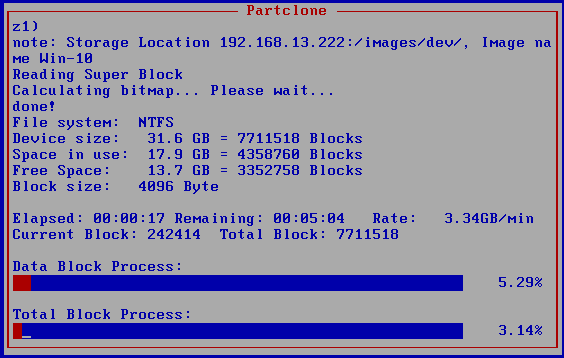 Partclone
z1)
note: Storage Location 192.168.13.222:/images/dev/, Image na
me Win-10
Reading Super Block
Calculating bitmap... Please wait...
done!
File system:  NTFS
Device size:   31.6 GB = 7711518 Blocks
Space in use:  17.9 GB = 4358760 Blocks
Free Space:    13.7 GB = 3352758 Blocks
Block size:   4096 Byte
Elapsed: 00:00:17 Remaining: 00:05:04   Rate:   3.34GB/min
Current Block: 242414  Total Block: 7711518
Data Block Process:
5.29%
Total Block Process:
3.14%